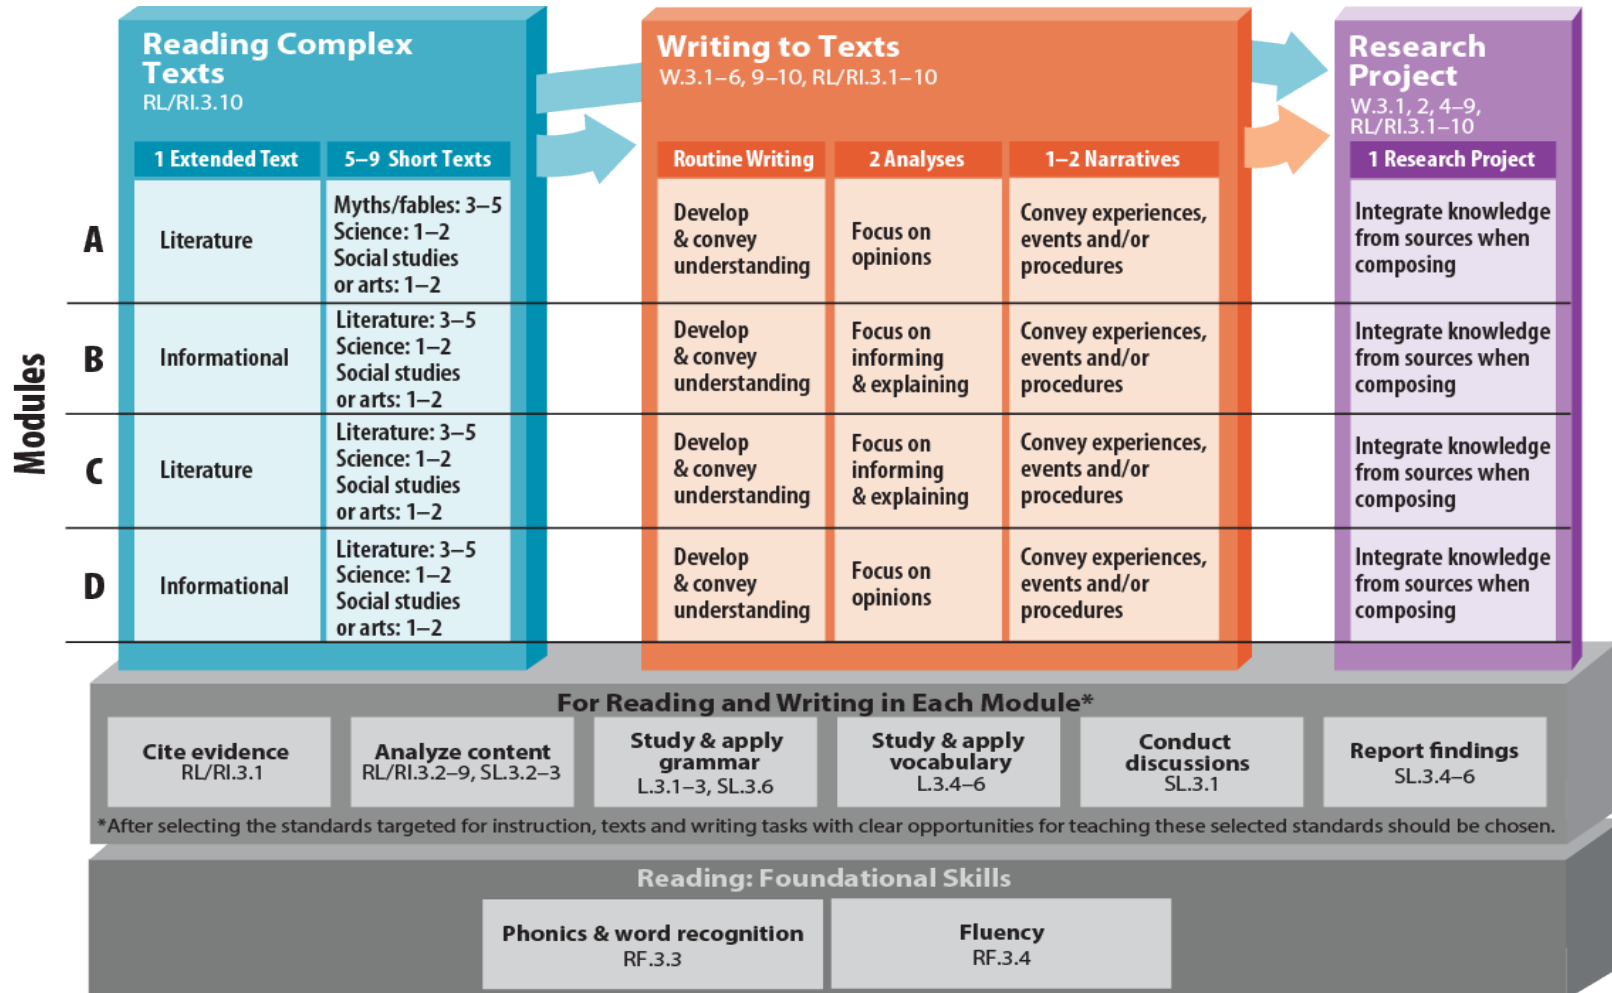 Reading Complex
Texts
RL/RI.3.10
1 Extended Text
5–9 Short Texts
Writing to Texts
W.3.1–6, 9–10, RL/RI.3.1–10
Routine Writing
2 Analyses
1–2 Narratives
Research
Project
W.3.1, 2, 4–9,
RL/RI.3.1–10
1 Research Project
Modules
A
Literature
Myths/fables: 3–5
Science: 1–2
Social studies
or arts: 1–2
Develop
& convey
understanding
Focus on
opinions
Convey experiences,
events and/or
procedures
Integrate knowledge
from sources when
composing
B
Informational
Literature: 3–5
Science: 1–2
Social studies
or arts: 1–2
Develop
& convey
understanding
Focus on
informing
& explaining
Convey experiences,
events and/or
procedures
Integrate knowledge
from sources when
composing
C
Literature
Literature: 3–5
Science: 1–2
Social studies
or arts: 1–2
Develop
& convey
understanding
Focus on
informing
& explaining
Convey experiences,
events and/or
procedures
Integrate knowledge
from sources when
composing
D
Informational
Literature: 3–5
Science: 1–2
Social studies
or arts: 1–2
Develop
& convey
understanding
Focus on
opinions
Convey experiences,
events and/or
procedures
Integrate knowledge
from sources when
composing
For Reading and Writing in Each Module*
Cite evidence
RL/RI.3.1
Analyze content
RL/RI.3.2–9, SL.3.2–3
Study & apply
grammar
L.3.1–3, SL.3.6
Study & apply
vocabulary
L.3.4–6
Conduct
discussions
SL.3.1
Report findings
SL.3.4–6
*After selecting the standards targeted for instruction, texts and writing tasks with clear opportunities for teaching these selected standards should be chosen.
Reading: Foundational Skills
Phonics & word recognition
RF.3.3
Fluency
RF.3.4